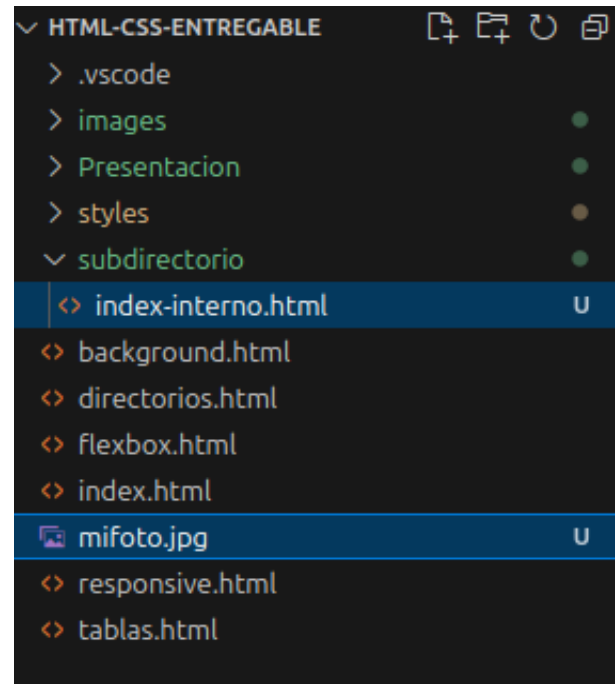 HTML-CSS-ENTREGABLE
.vscode
images
Presentacion
styles
subdirectorio
index-interno.html U
background.html
directorios.html
flexbox.html
index.html
mifoto.jpg U
responsive.html
tablas.html